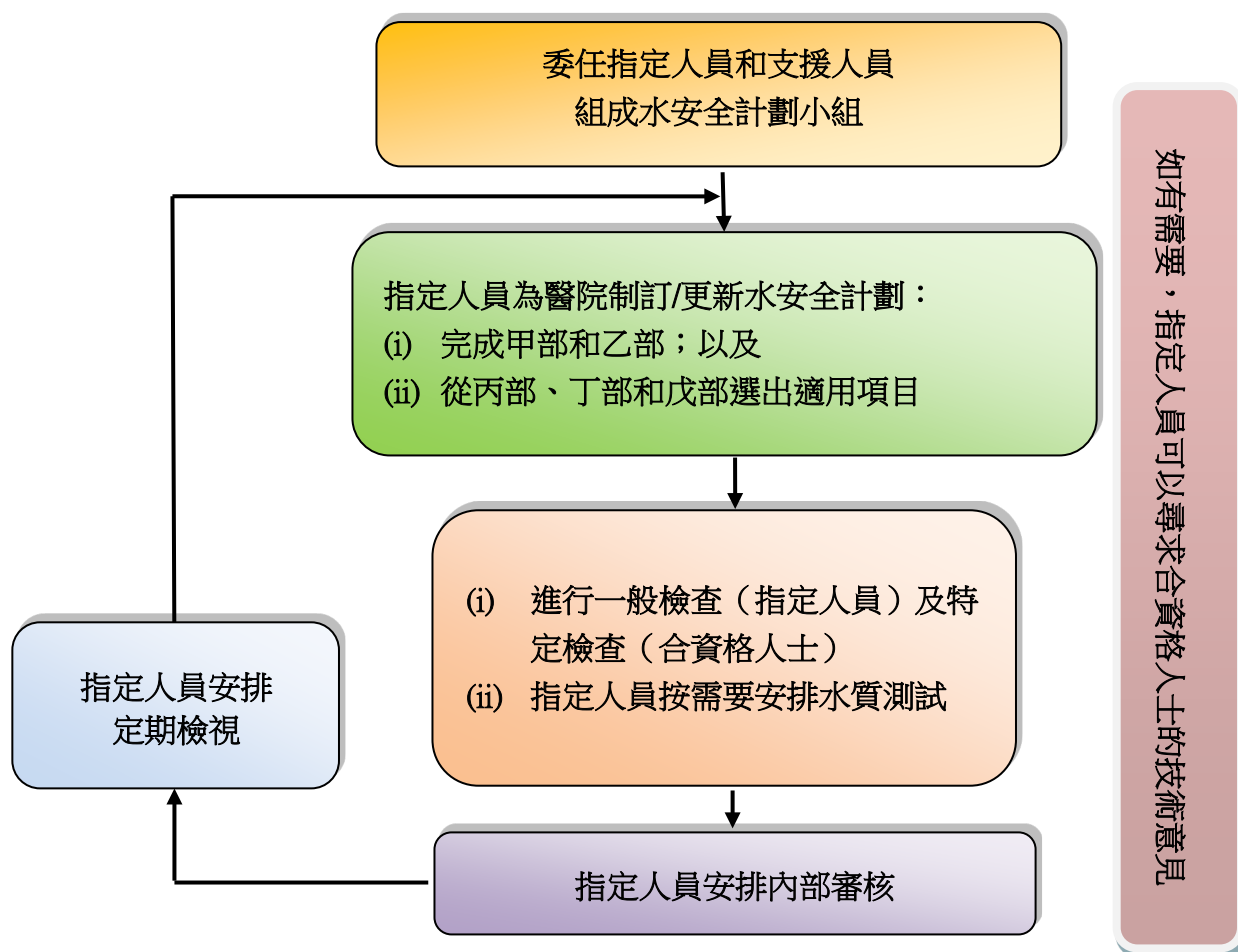 委任指定人員和支援人員
組成水安全計劃小組
指定人員為醫院制訂/更新水安全計劃：
(i) 完成甲部和乙部；以及
(ii) 從丙部、丁部和戊部選出適用項目
(i) 進行一般檢查（指定人員）及特
定檢查（合資格人士）
(ii) 指定人員按需要安排水質測試
指定人員安排內部審核
指定人員安排
定期檢視
如有需要，指定人員可以尋求合資格人士的技術意見